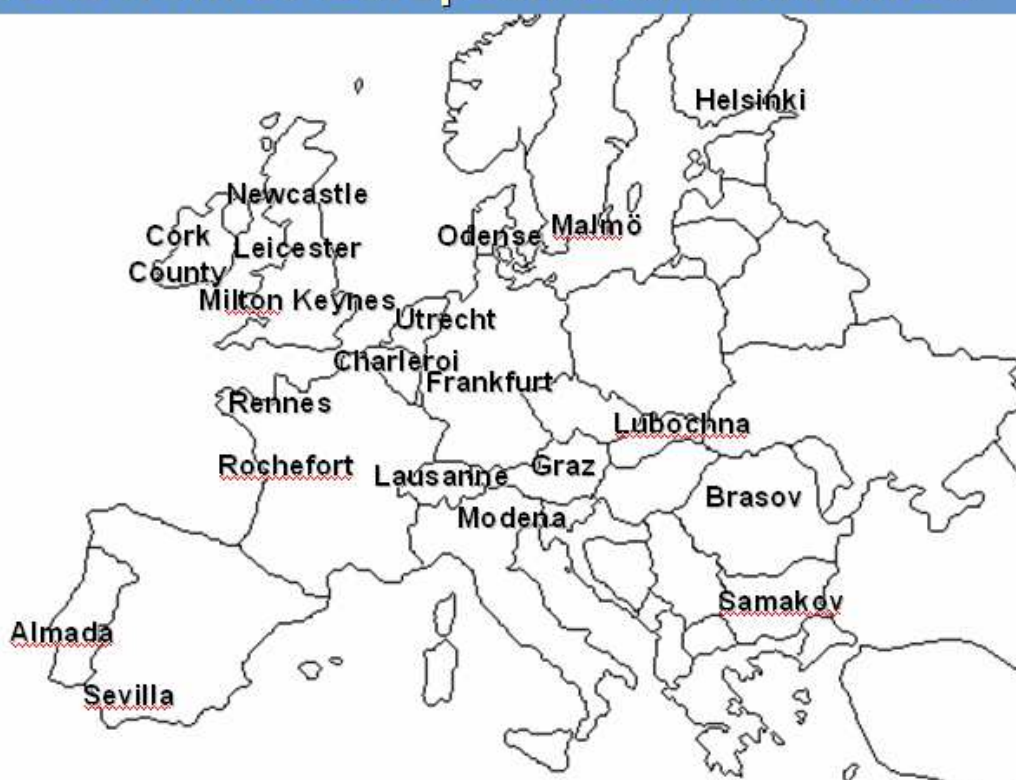 Helsinki
Newcastle
Cork
County
Leicester
Odense
Malmö
Milton Keynes
Utrecht
Charleroi
Frankfurt
Rennes
Lubochna
Rochefort
Lausanne
Graz
Brasov
Modena
Samakov
Almada
Sevilla